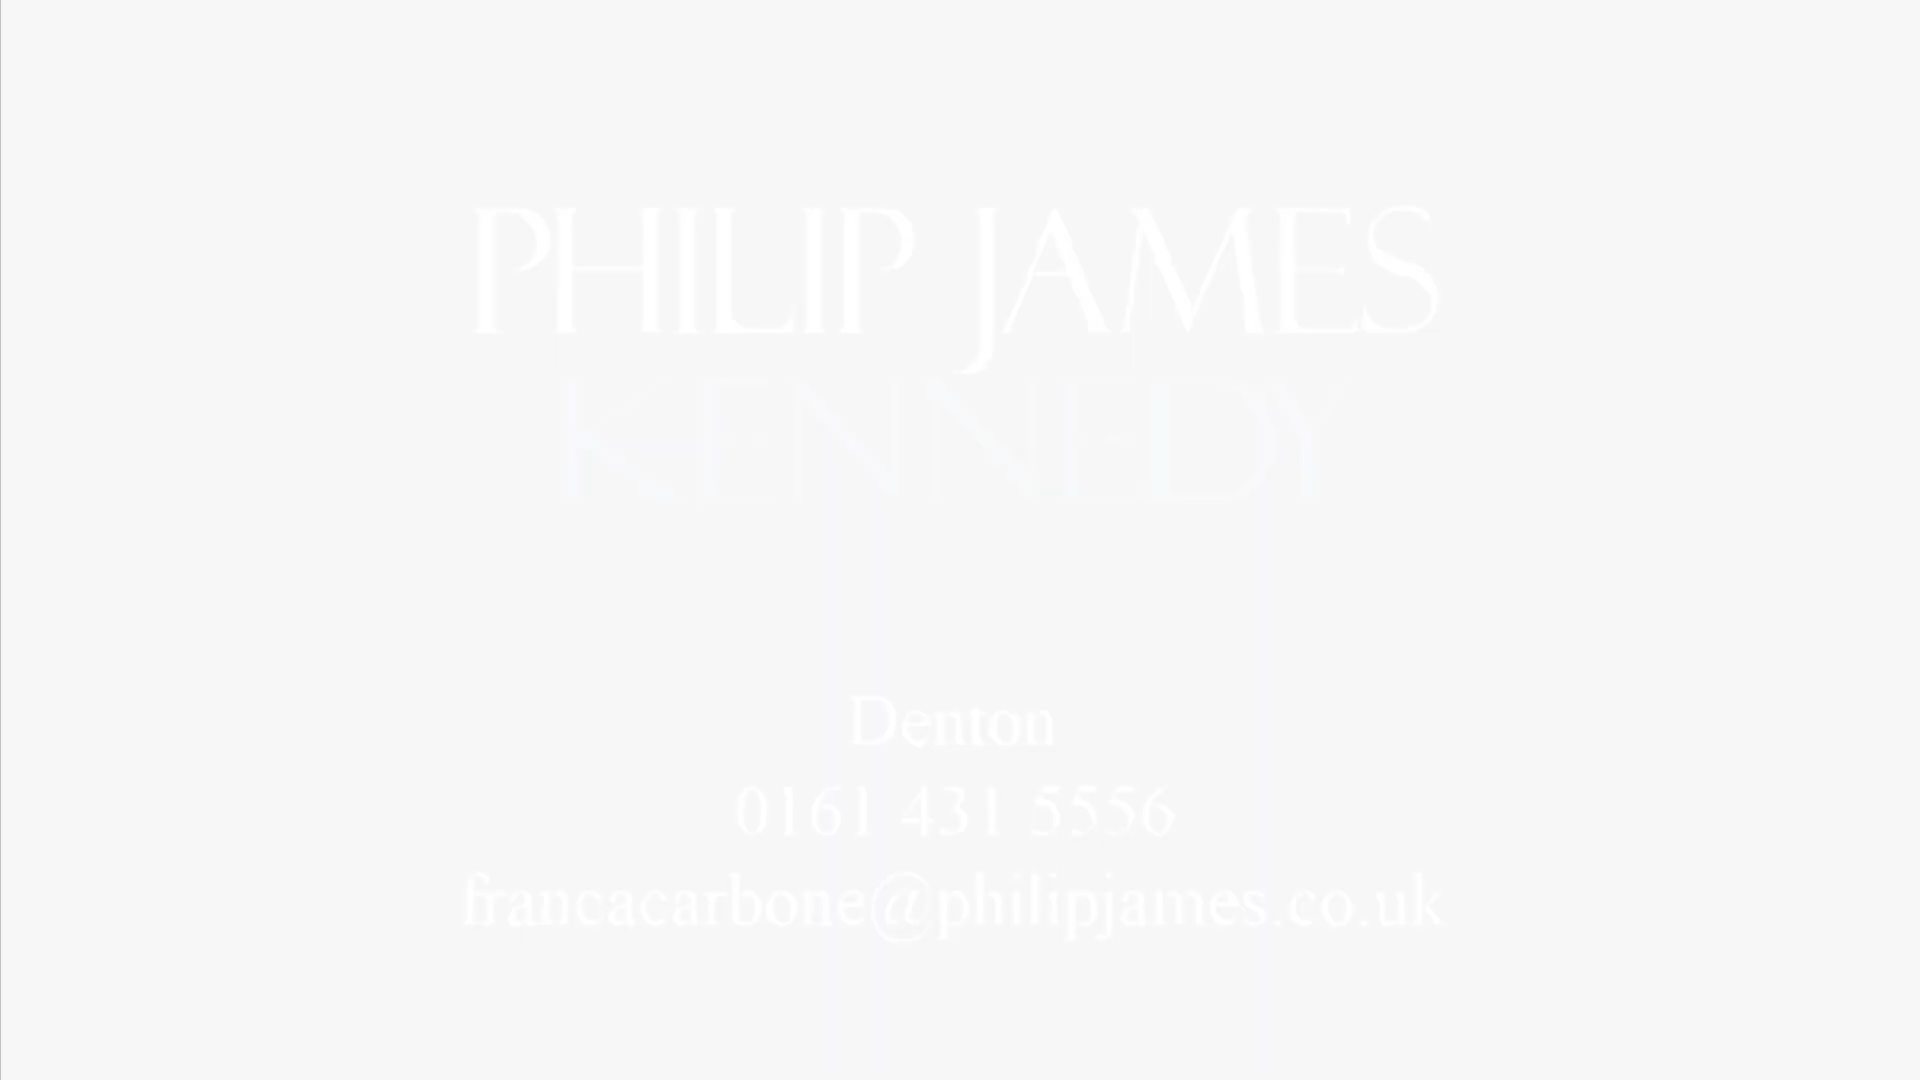 PHILIP JAMES
KENNEDY
Denton
0161 431 5556
francacarbone@philipjames.co.uk